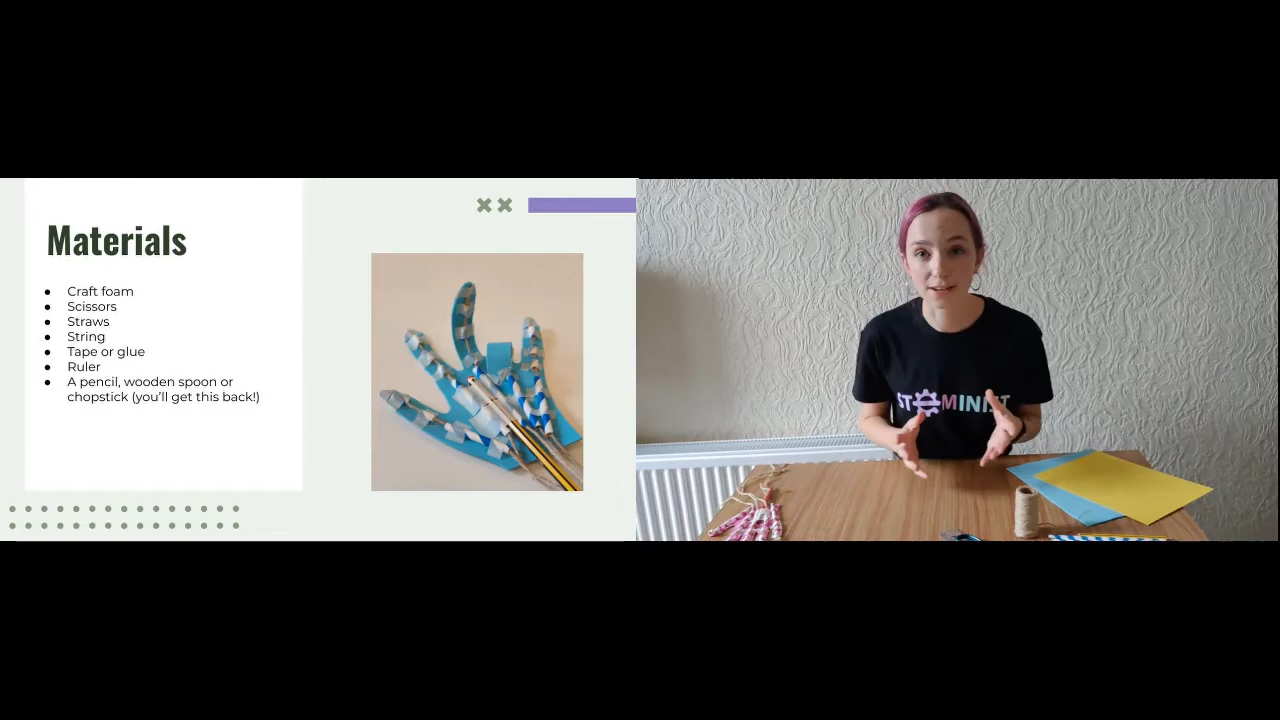 Materials
● Craft foam
● Scissors
● Straws
● String
● Tape or glue
● Ruler
● A pencil, wooden spoon or
chopstick (you'll get this back!)
STEMINIST